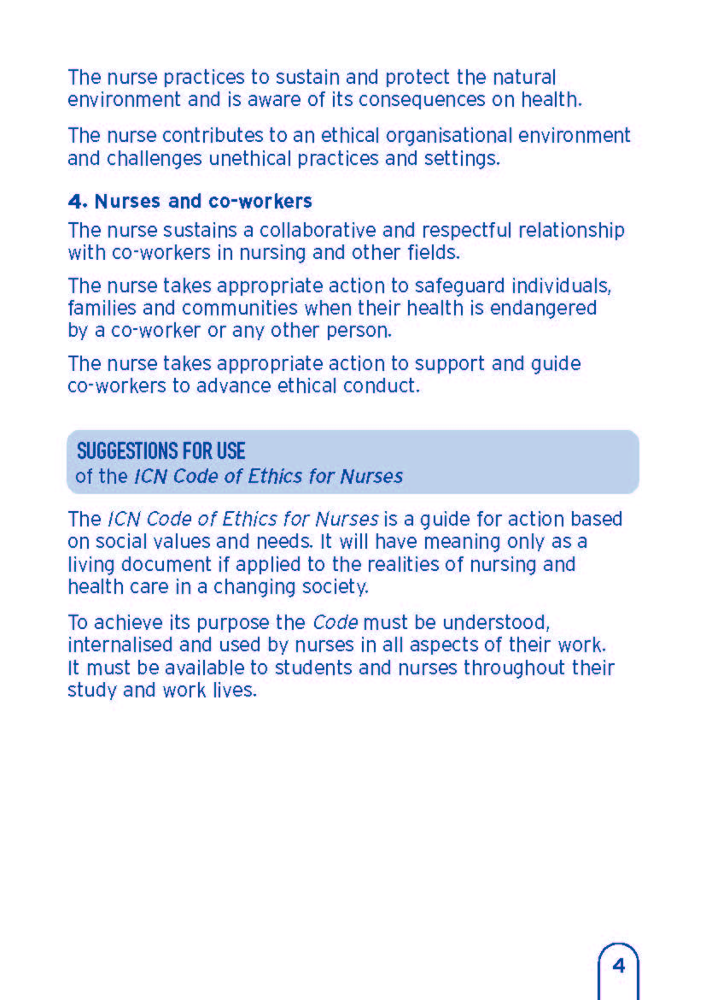 The nurse practices to sustain and protect the natural
environment and is aware of its consequences on health.
The nurse contributes to an ethical organisational environment
and challenges unethical practices and settings.
4. Nurses and co-workers
The nurse sustains a collaborative and respectful relationship
with co-workers in nursing and other fields.
The nurse takes appropriate action to safeguard individuals,
families and communities when their health is endangered
by a co-worker or any other person.
The nurse takes appropriate action to support and guide
co-workers to advance ethical conduct.
SUGGESTIONS FOR USE
of the ICN Code of Ethics for Nurses
The ICN Code of Ethics for Nurses is a guide for action based
on social values and needs. It will have meaning only as a
living document if applied to the realities of nursing and
health care in a changing society.
To achieve its purpose the Code must be understood,
internalised and used by nurses in all aspects of their work.
It must be available to students and nurses throughout their
study and work lives.
4